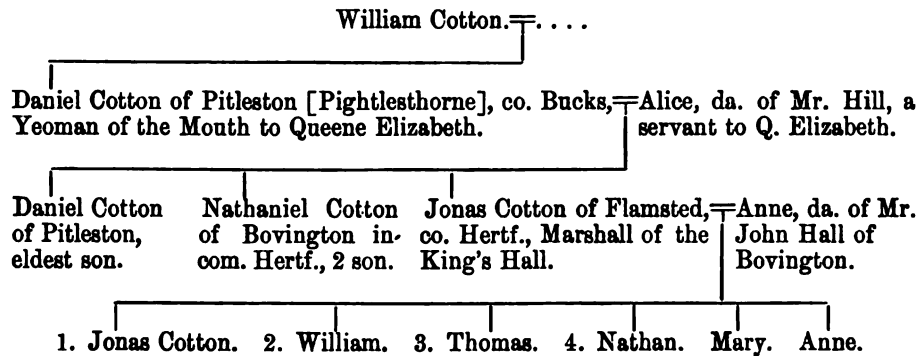 William Cotton.=. . . .
Daniel Cotton of Pitleston [Pightlesthorne], co. Bucks,=Alice, da. of Mr. Hill, a
Yeoman of the Mouth to Queene Elizabeth. servant to Q. Elizabeth.
Daniel Cotton
of Pitleston,
eldest son.
Nathaniel Cotton
of Bovington in
com. Hertf., 2 son.
Jonas Cotton of Flamsted,=Anne, da. of Mr.
co. Hertf., Marshall of the John Hall of
King's Hall. Bovington.
1. Jonas Cotton. 2. William. 3. Thomas. 4. Nathan. Mary. Anne.